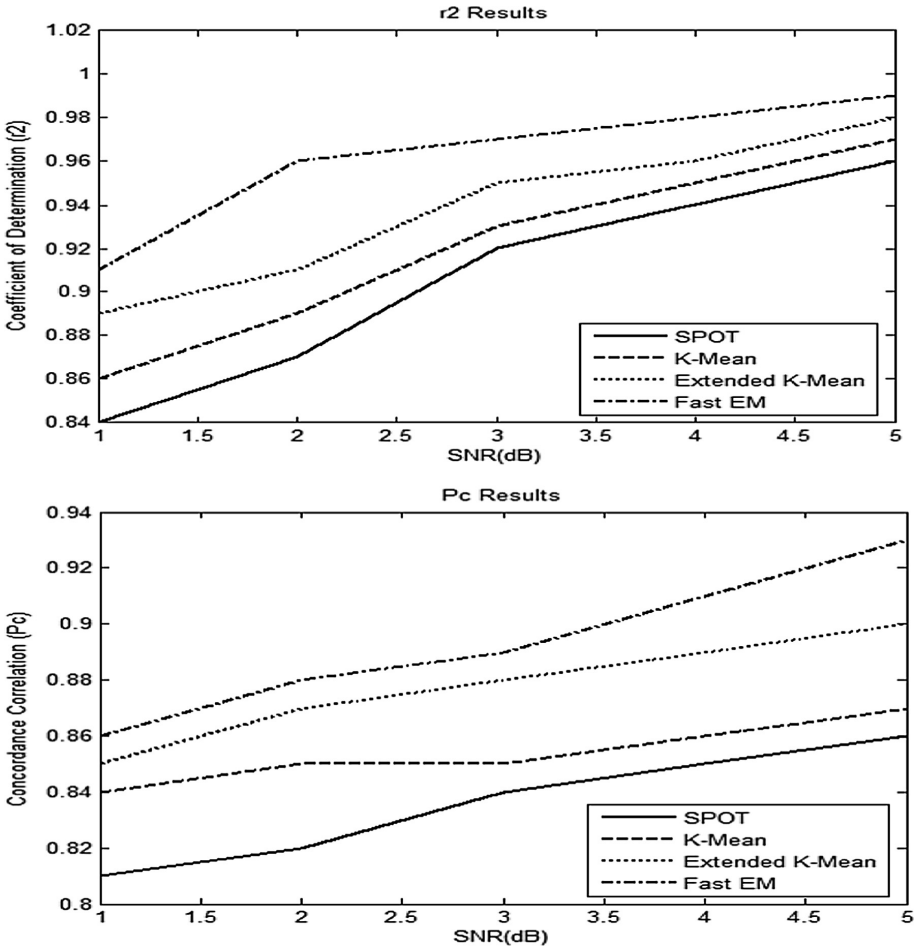 r2 Results
1.02
1
0.98
0.96
0.94
0.92
0.9
0.88
0.86
0.84
Coefficient of Determination (r2)
SPOT
K-Mean
Extended K-Mean
Fast EM
1 1.5 2 2.5 3 3.5 4 4.5 5
SNR(dB)
Pc Results
0.94
0.92
0.9
0.88
0.86
0.84
0.82
0.8
Concordance Correlation (Pc)
SPOT
K-Mean
Extended K-Mean
Fast EM
1 1.5 2 2.5 3 3.5 4 4.5 5
SNR(dB)